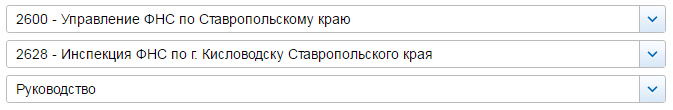 2600 - Управление ФНС по Ставропольскому краю
2628 - Инспекция ФНС по г. Кисловодску Ставропольского края
Руководство